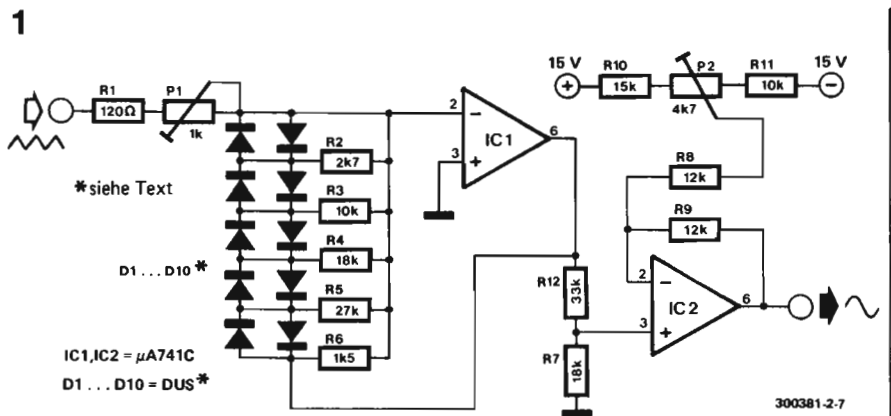 1
R1
120Ω
P1
1k
2
3
IC1
6
15 V
+
R10
15k
P2
4k7
R11
10k
15 V
−
R2
2k7
R3
10k
R4
18k
R5
27k
R6
1k5
*siehe Text
D1 . . . D10 *
R8
12k
R9
12k
R12
33k
R7
18k
2
3
IC2
6
IC1,IC2 = µA741C
D1 . . . D10 = DUS*
300381-2-7